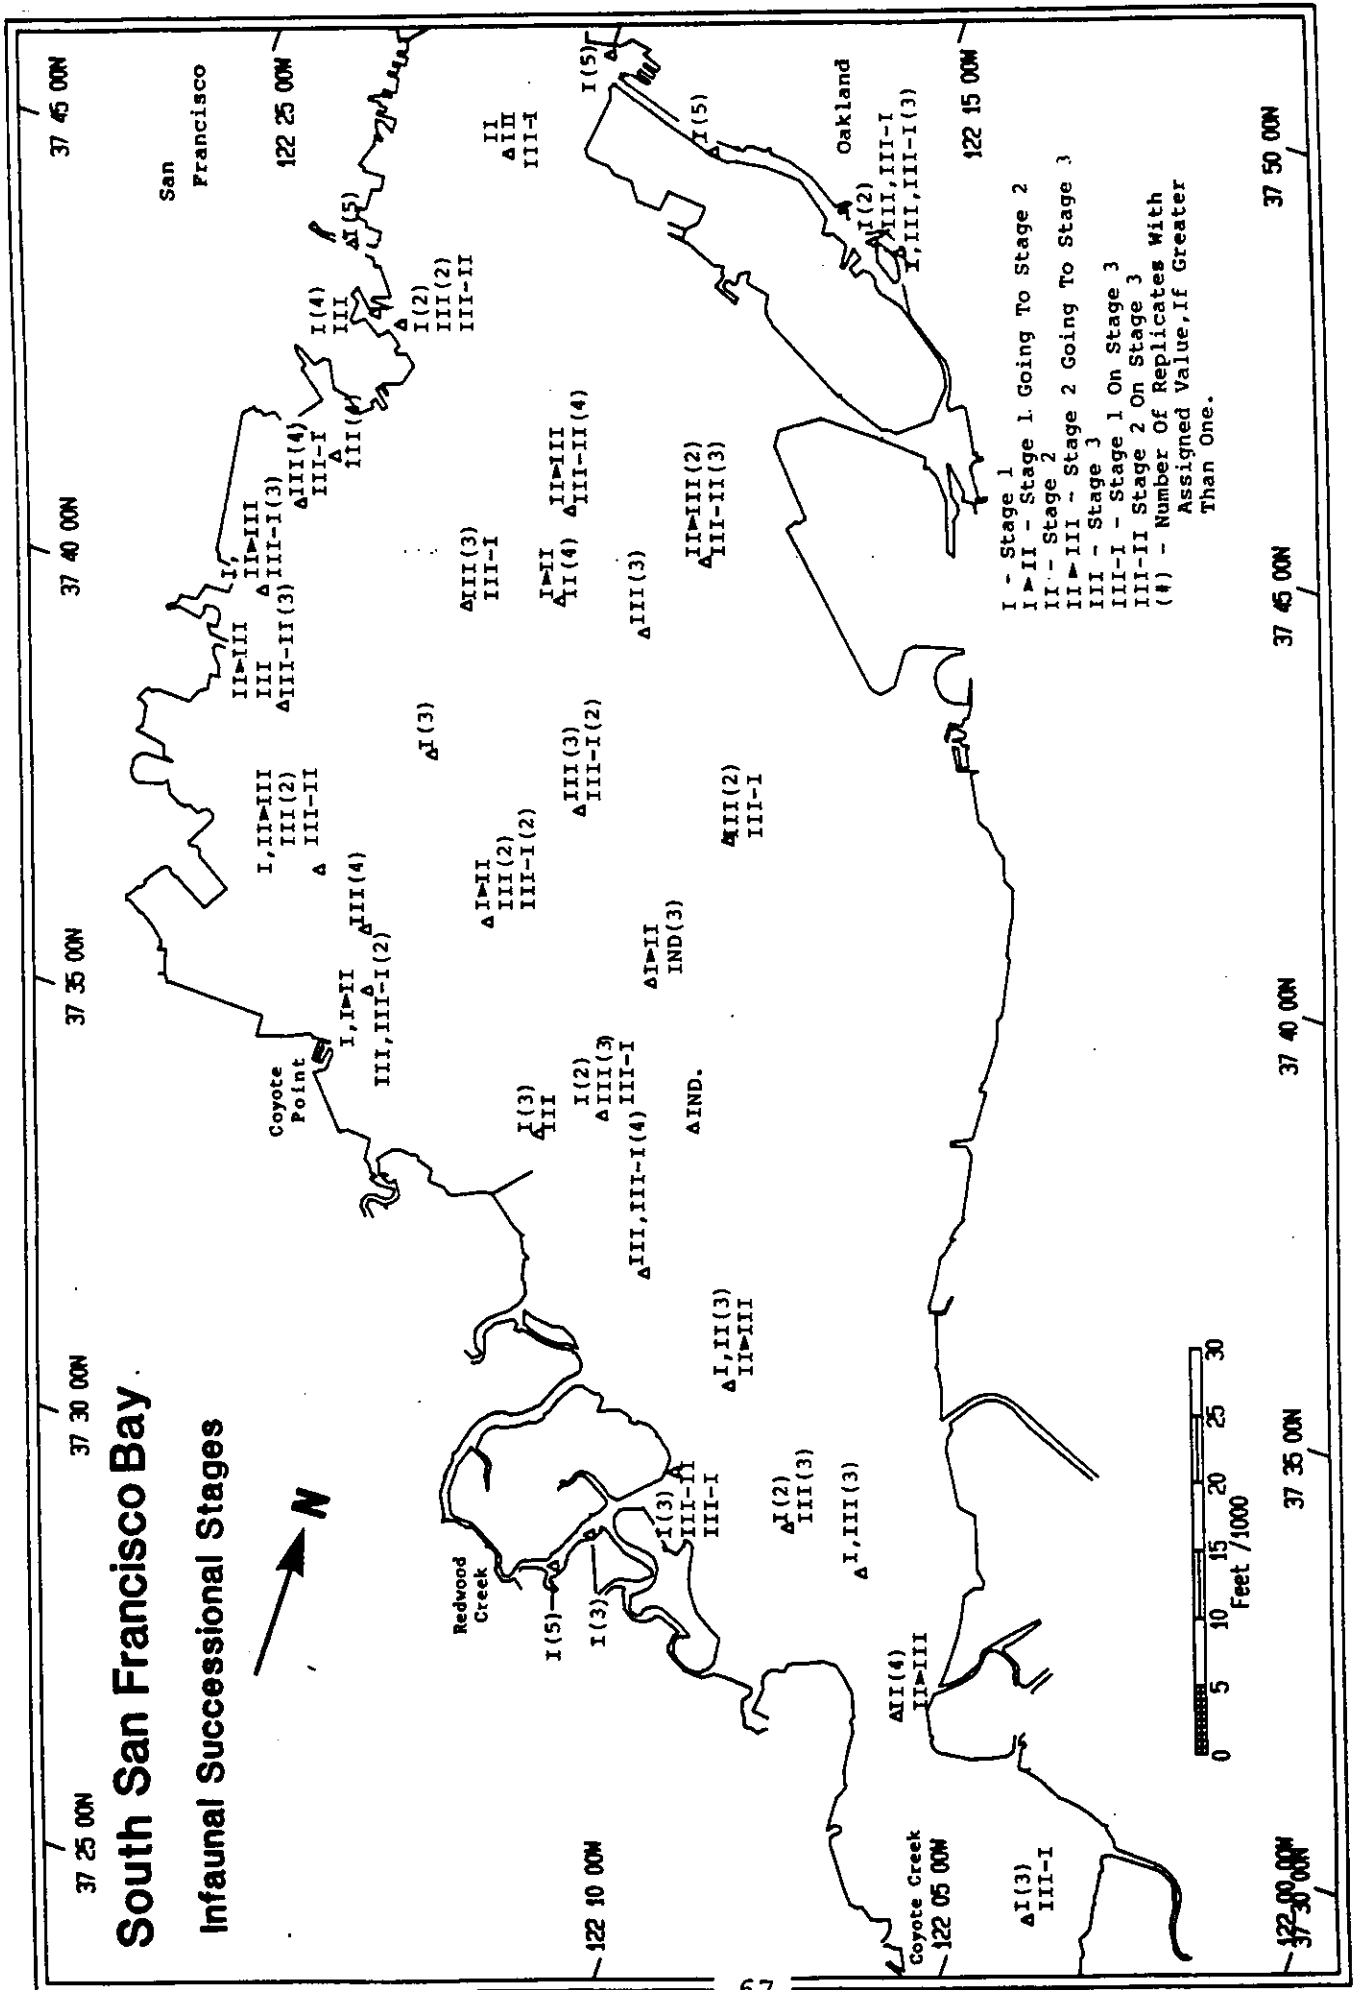 South San Francisco Bay
Infaunal Successional Stages
N
37 25 00N
37 30 00N
37 35 00N
37 40 00N
37 45 00N
San
Francisco
122 25 00W
I(5)
I(4)
III
I(2)
III(2)
III-II
II
III
III-I
I(5)
I(5)
Oakland
122 15 00W
I(2)
III,III-I
I,III,III-I(3)
III(4)
III-I
I,
II►III
III-I(3)
II►III
III
III-II(3)
I,II►III
III(2)
III-II
III(4)
I,I►II
III,III-I(2)
Coyote
Point
II►III
III-II(4)
III(3)
III-I
I►II
II(4)
III(3)
II►III(2)
III-II(3)
I(3)
III(3)
III-I(2)
III(2)
III-I
I►II
III(2)
III-I(2)
I►II
IND(3)
I(3)
III
I(2)
III(3)
III-I
III,III-I(4)
IND.
I,II(3)
II►III
Redwood
Creek
I(5)
I(3)
I(3)
III-II
III-I
I(2)
III(3)
I,III(3)
II(4)
II►III
I(3)
III-I
Coyote Creek
122 10 00W
122 05 00W
122 00 00W
37 30 00N
37 35 00N
37 40 00N
37 45 00N
37 50 00N
I - Stage 1
I ► II - Stage 1 Going To Stage 2
II - Stage 2
II ► III - Stage 2 Going To Stage 3
III - Stage 3
III-I - Stage 1 On Stage 3
III-II Stage 2 On Stage 3
(#) - Number Of Replicates With
Assigned Value,If Greater
Than One.
0 5 10 15 20 25 30
Feet /1000
67